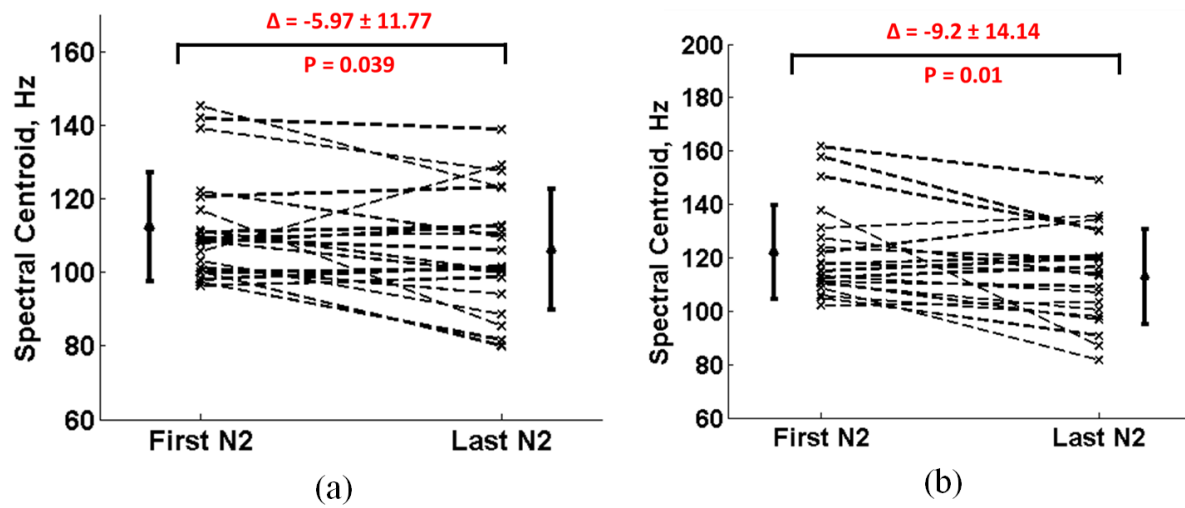 Δ = -5.97 ± 11.77
P = 0.039
Spectral Centroid, Hz
160
140
120
100
80
60
First N2
Last N2
(a)
Δ = -9.2 ± 14.14
P = 0.01
Spectral Centroid, Hz
200
180
160
140
120
100
80
60
First N2
Last N2
(b)